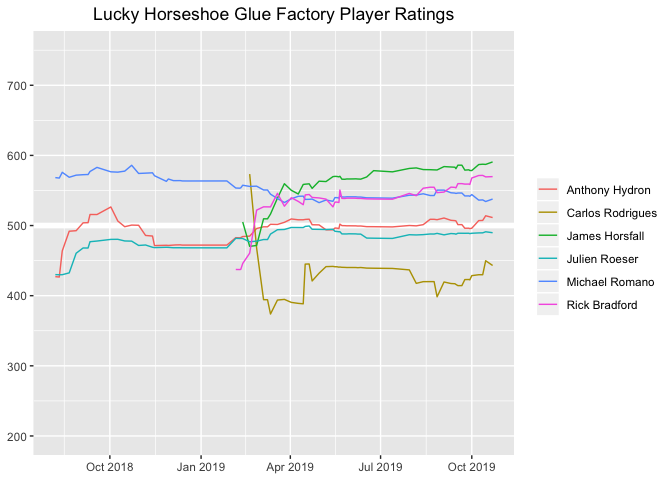 Lucky Horseshoe Glue Factory Player Ratings
700
600
500
400
300
200
Oct 2018
Jan 2019
Apr 2019
Jul 2019
Oct 2019
Anthony Hydron
Carlos Rodrigues
James Horsfall
Julien Roeser
Michael Romano
Rick Bradford